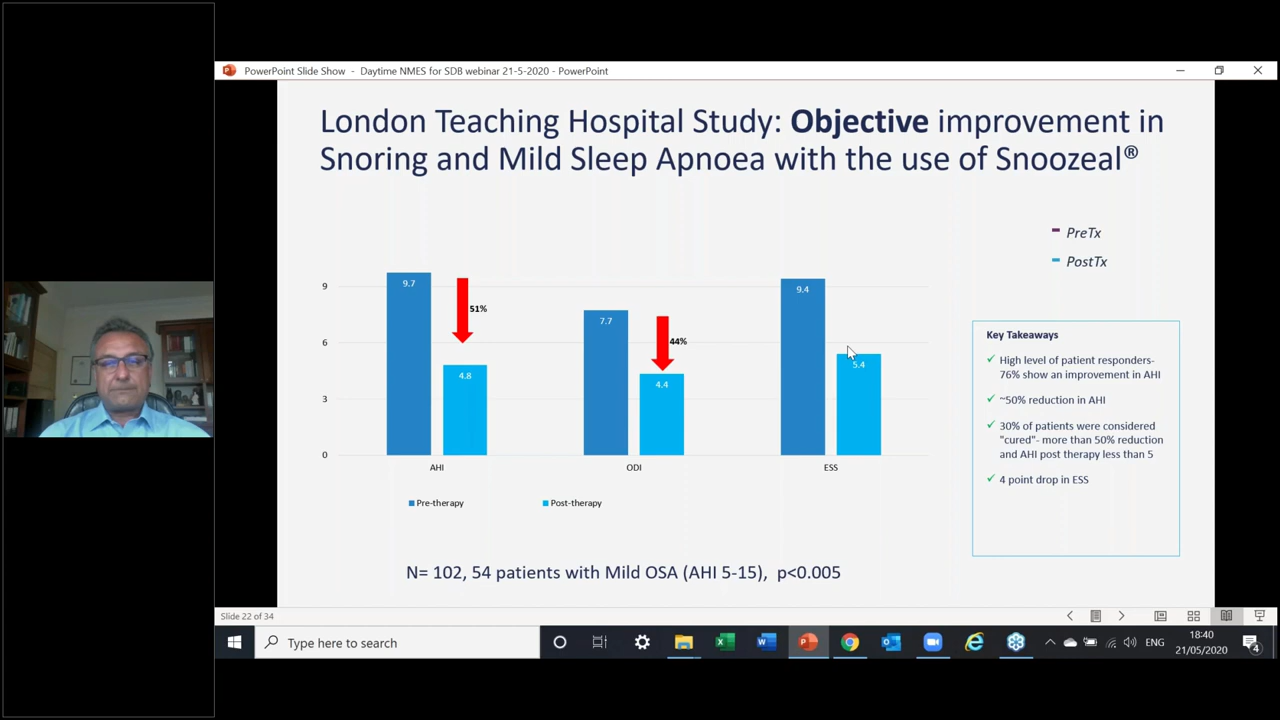 PowerPoint Slide Show - Daytime NMES for SDB webinar 21-5-2020 - PowerPoint
London Teaching Hospital Study: Objective improvement in
Snoring and Mild Sleep Apnoea with the use of Snoozeal®
PreTx
PostTx
9
6
3
0
9.7
51%
4.8
7.7
44%
4.4
9.4
5.4
AHI
ODI
ESS
Pre-therapy
Post-therapy
Key Takeaways
High level of patient responders-
76% show an improvement in AHI
~50% reduction in AHI
30% of patients were considered
"cured"- more than 50% reduction
and AHI post therapy less than 5
4 point drop in ESS
N= 102, 54 patients with Mild OSA (AHI 5-15), p<0.005
Slide 22 of 34
Type here to search
ENG
18:40
21/05/2020
4